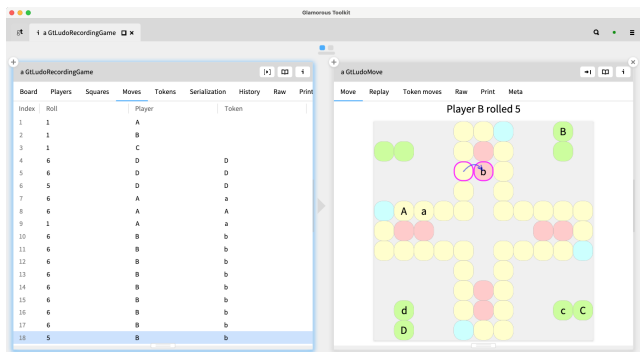 Glamorous Toolkit
gt i a GtLudoRecordingGame
a GtLudoRecordingGame i
Board Players Squares Moves Tokens Serialization History Raw Print
Index Roll Player Token
1 1 A
2 1 B
3 1 C
4 6 D D
5 6 D D
6 5 D D
7 6 A a
8 6 A A
9 1 A a
10 6 B b
11 6 B b
12 6 B b
13 6 B b
14 6 B b
15 6 B b
16 6 B b
17 6 B b
18 5 B b
a GtLudoMove i
Move Replay Token moves Raw Print Meta
Player B rolled 5
B
b
A a
d c C
D